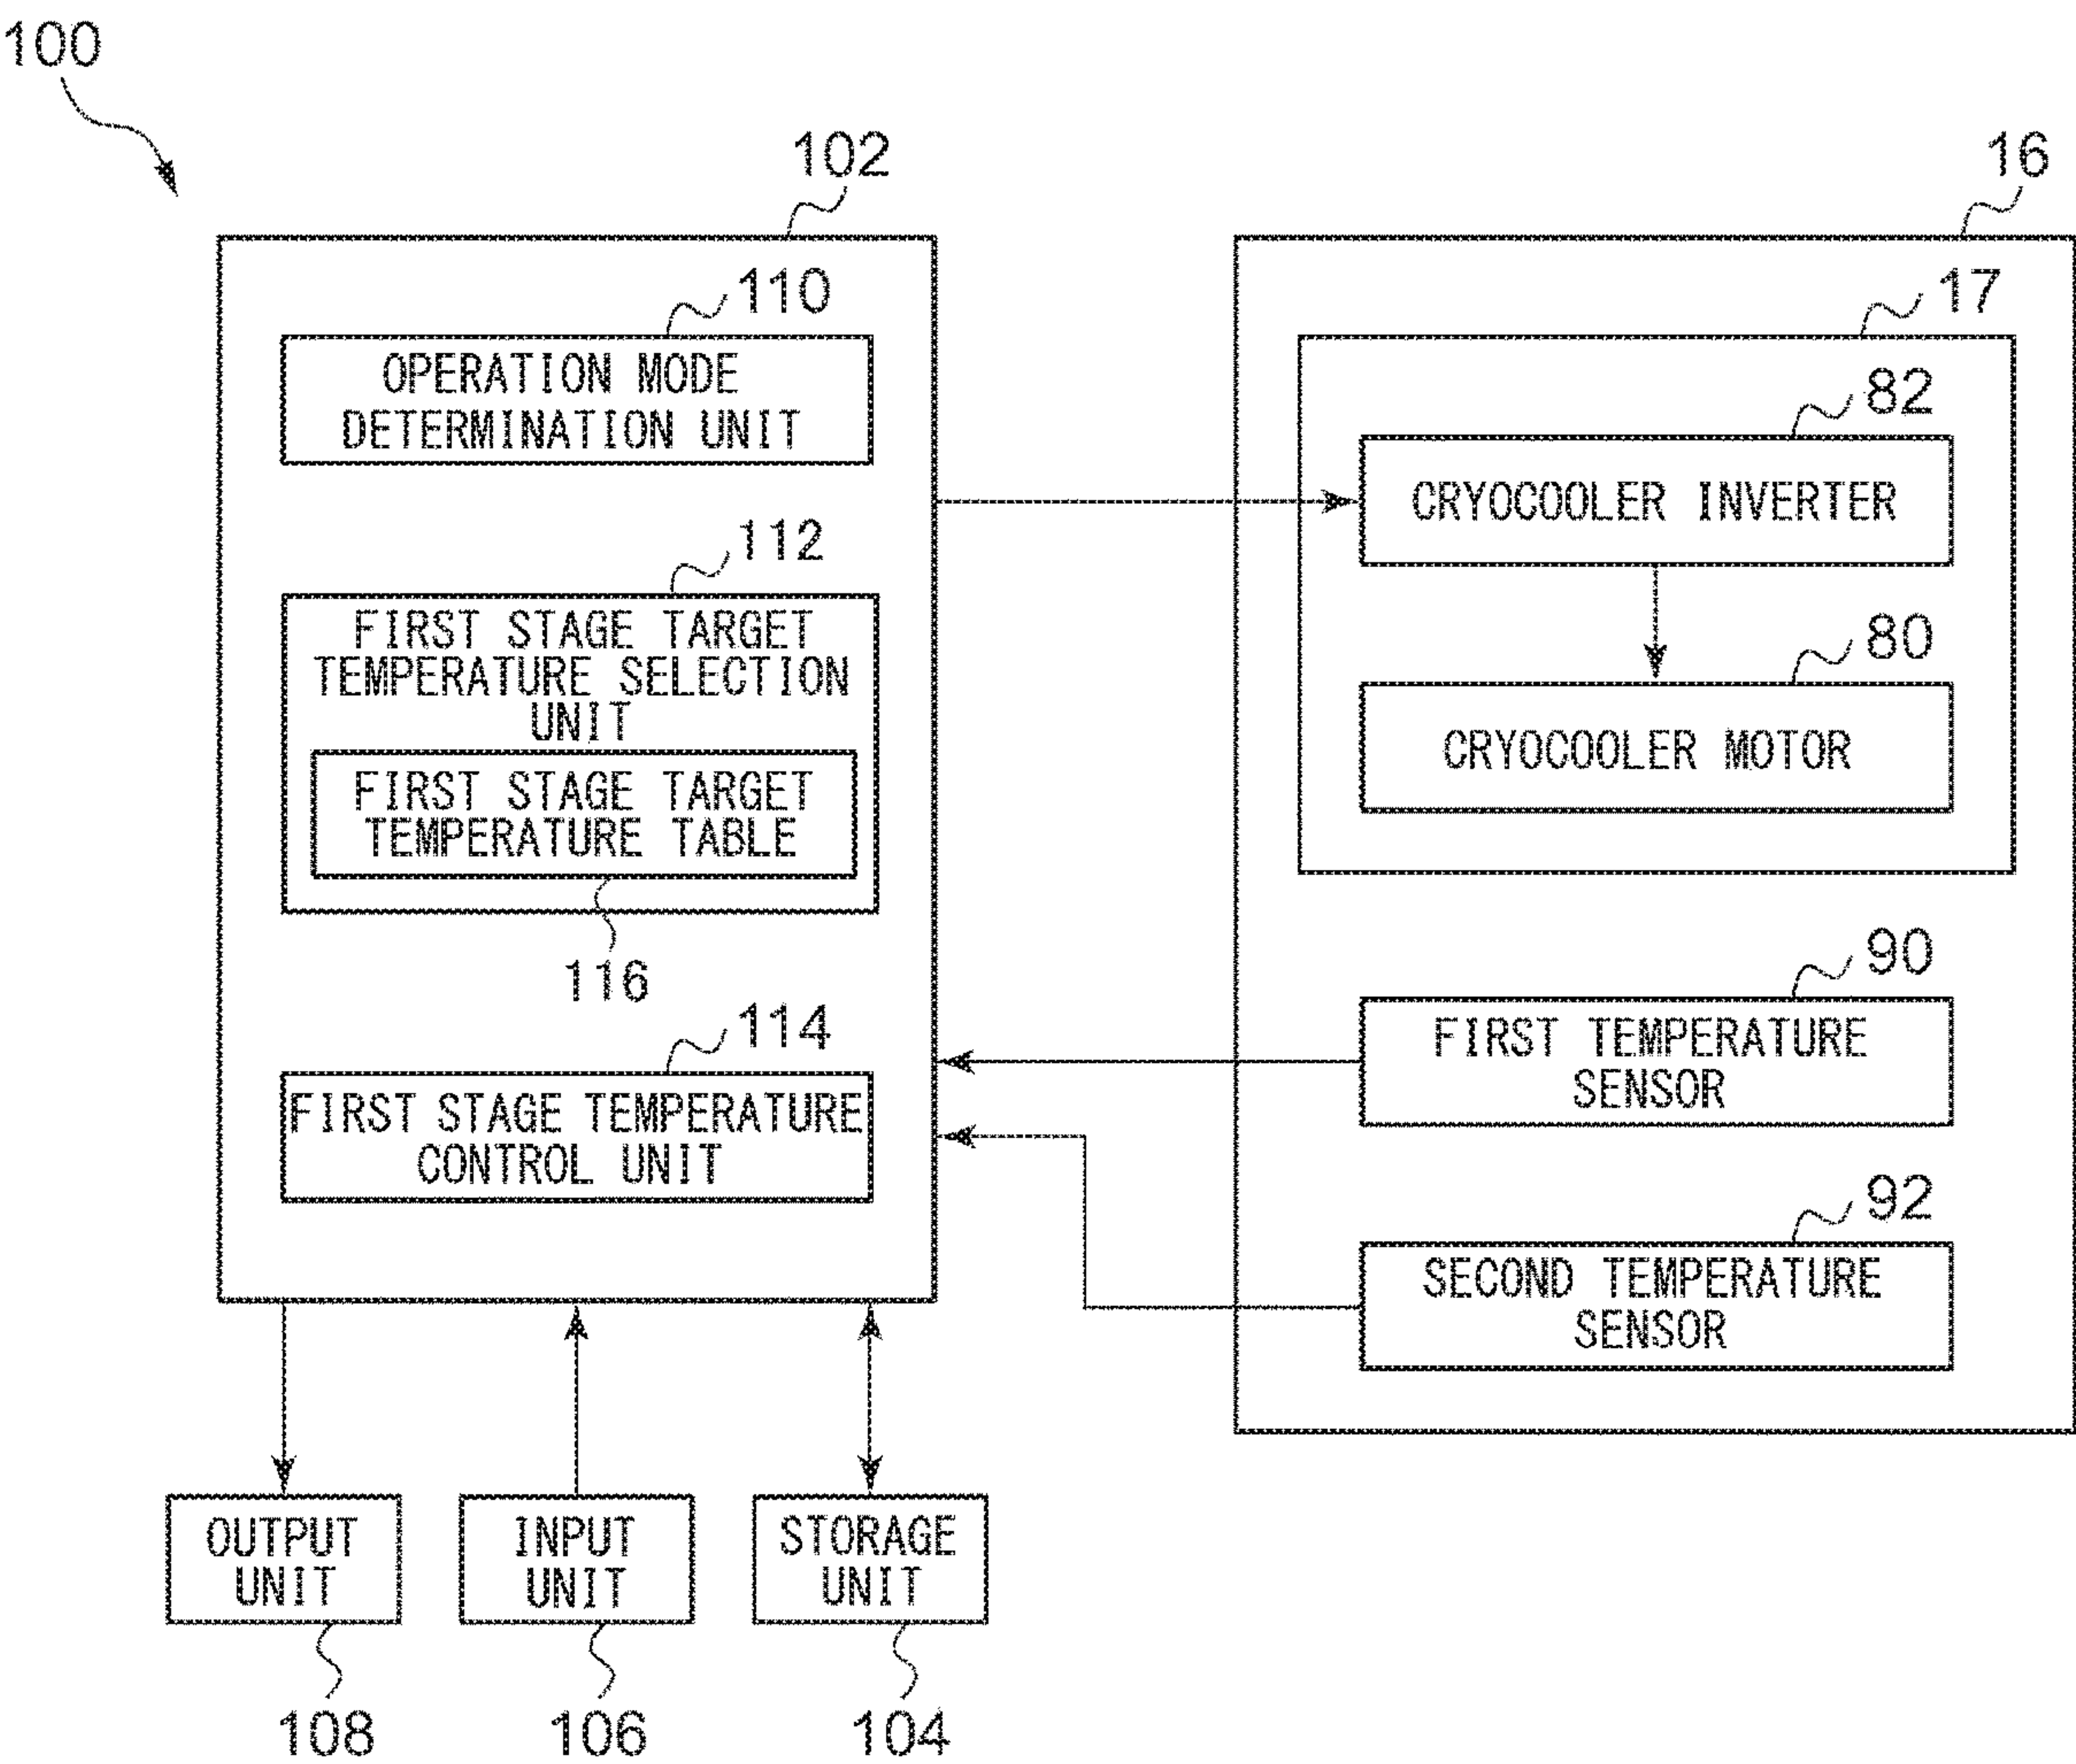 100
102
110
OPERATION MODE
DETERMINATION UNIT
112
FIRST STAGE TARGET
TEMPERATURE SELECTION
UNIT
FIRST STAGE TARGET
TEMPERATURE TABLE
116
114
FIRST STAGE TEMPERATURE
CONTROL UNIT
16
17
82
CRYOCOOLER INVERTER
80
CRYOCOOLER MOTOR
90
FIRST TEMPERATURE
SENSOR
92
SECOND TEMPERATURE
SENSOR
OUTPUT
UNIT
108
INPUT
UNIT
106
STORAGE
UNIT
104